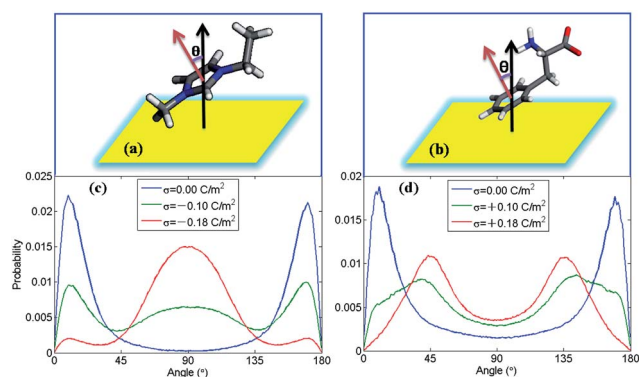 θ
(a)
θ
(b)
(c)
σ=0.00 C/m²
σ=−0.10 C/m²
σ=−0.18 C/m²
0.025
0.02
0.015
0.01
0.005
0
Probability
0 45 90 135 180
Angle (°)
(d)
σ=0.00 C/m²
σ=+0.10 C/m²
σ=+0.18 C/m²
0.02
0.015
0.01
0.005
0
0 45 90 135 180
Angle (°)